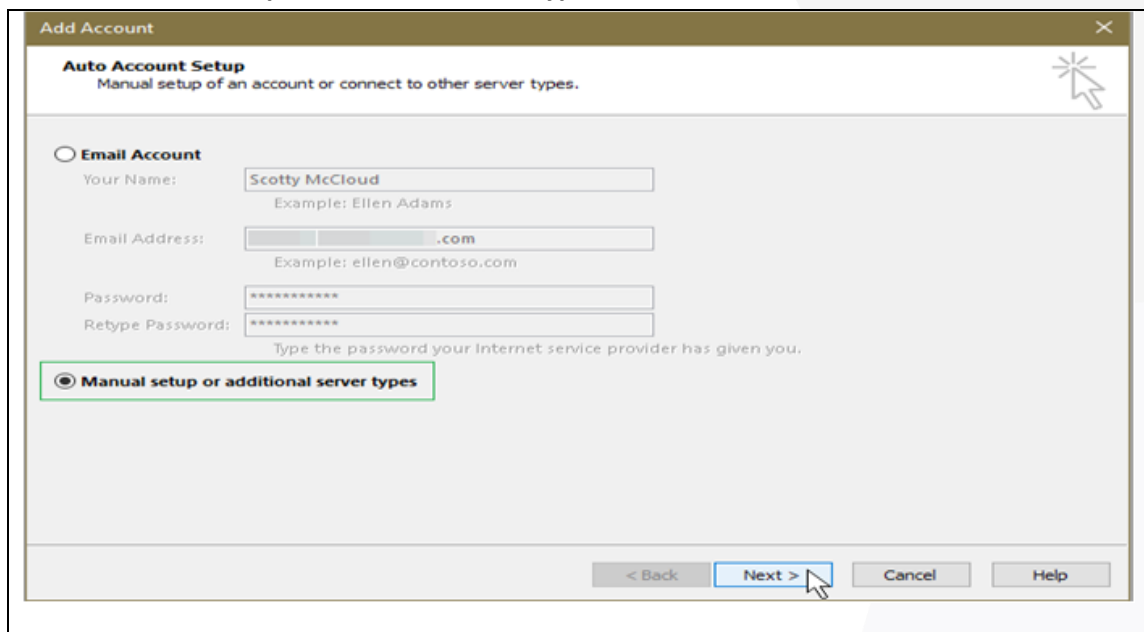 Add Account
Auto Account Setup
Manual setup of an account or connect to other server types.
Email Account
Your Name: Scotty McCloud
Example: Ellen Adams
Email Address: .com
Example: ellen@contoso.com
Password: ***********
Retype Password: ***********
Type the password your Internet service provider has given you.
Manual setup or additional server types
< Back Next > Cancel Help